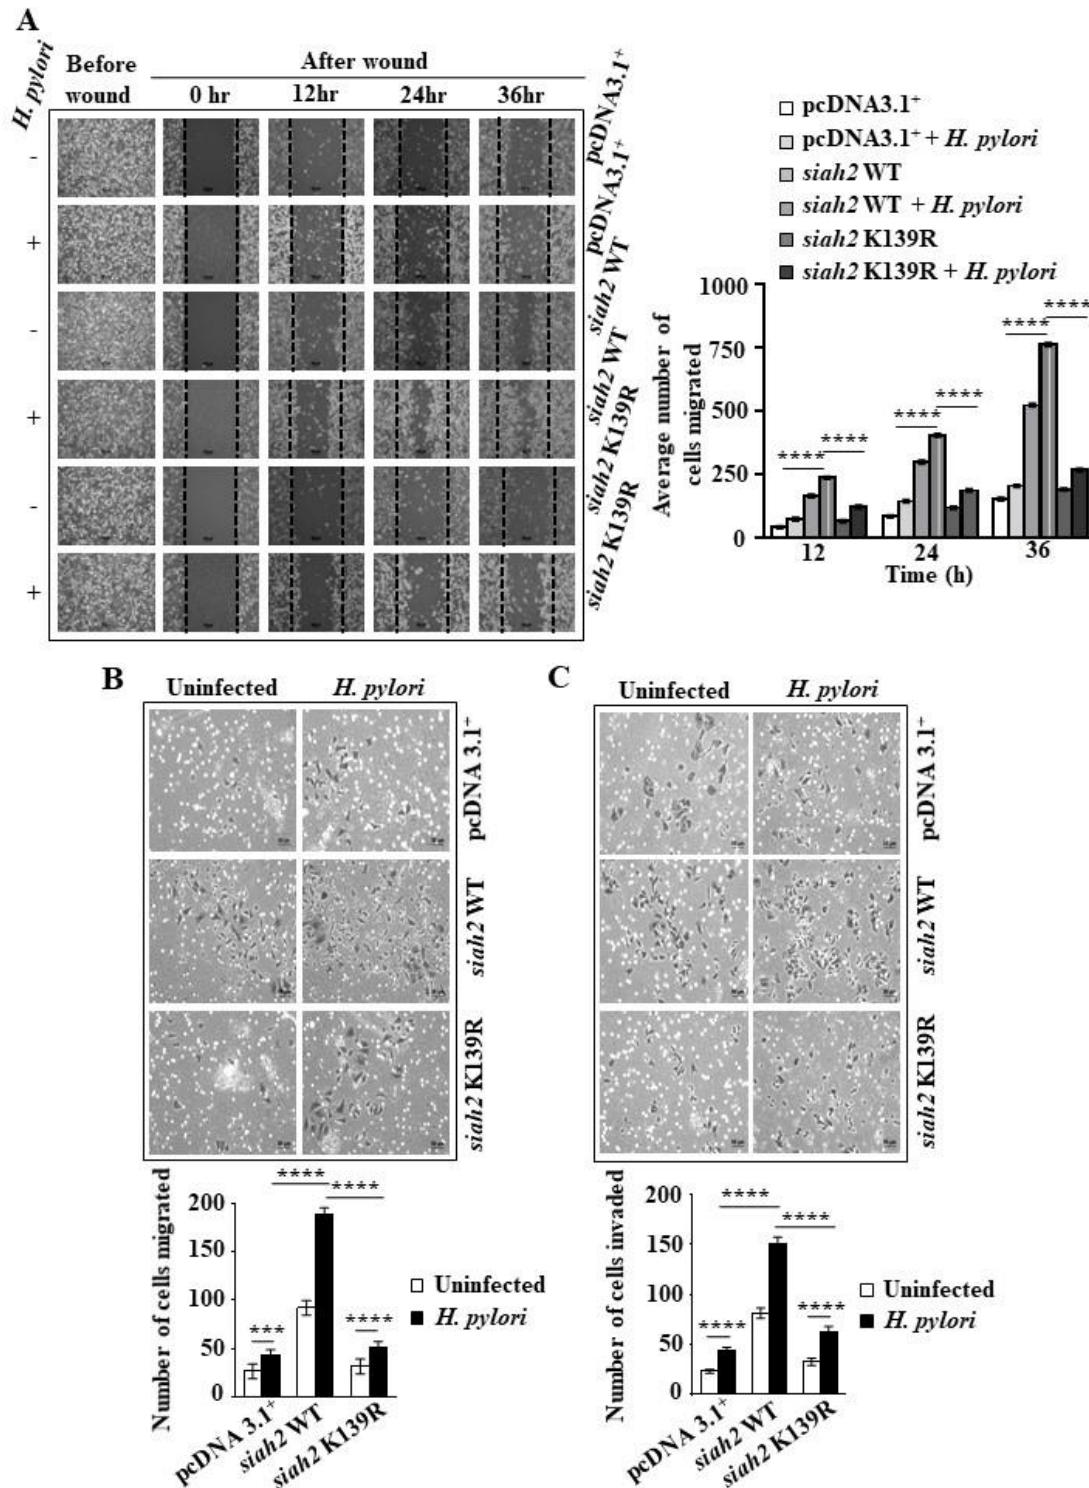 A
H. pylori
Before wound
After wound
0 hr
12hr
24hr
36hr
-
+
-
+
-
+
pcDNA3.1+
pcDNA3.1+
siah2 WT
siah2 WT
siah2 K139R
siah2 K139R
pcDNA3.1+
pcDNA3.1+ + H. pylori
siah2 WT
siah2 WT + H. pylori
siah2 K139R
siah2 K139R + H. pylori
Average number of
cells migrated
1000
750
500
250
0
**** ****
**** ****
**** ****
12 24 36
Time (h)
B
Uninfected H. pylori
pcDNA 3.1+
siah2 WT
siah2 K139R
Number of cells migrated
200
150
100
50
0
****
****
***
****
Uninfected
H. pylori
pcDNA 3.1+
siah2 WT
siah2 K139R
C
Uninfected H. pylori
pcDNA 3.1+
siah2 WT
siah2 K139R
Number of cells invaded
200
150
100
50
0
****
****
****
****
Uninfected
H. pylori
pcDNA 3.1+
siah2 WT
siah2 K139R